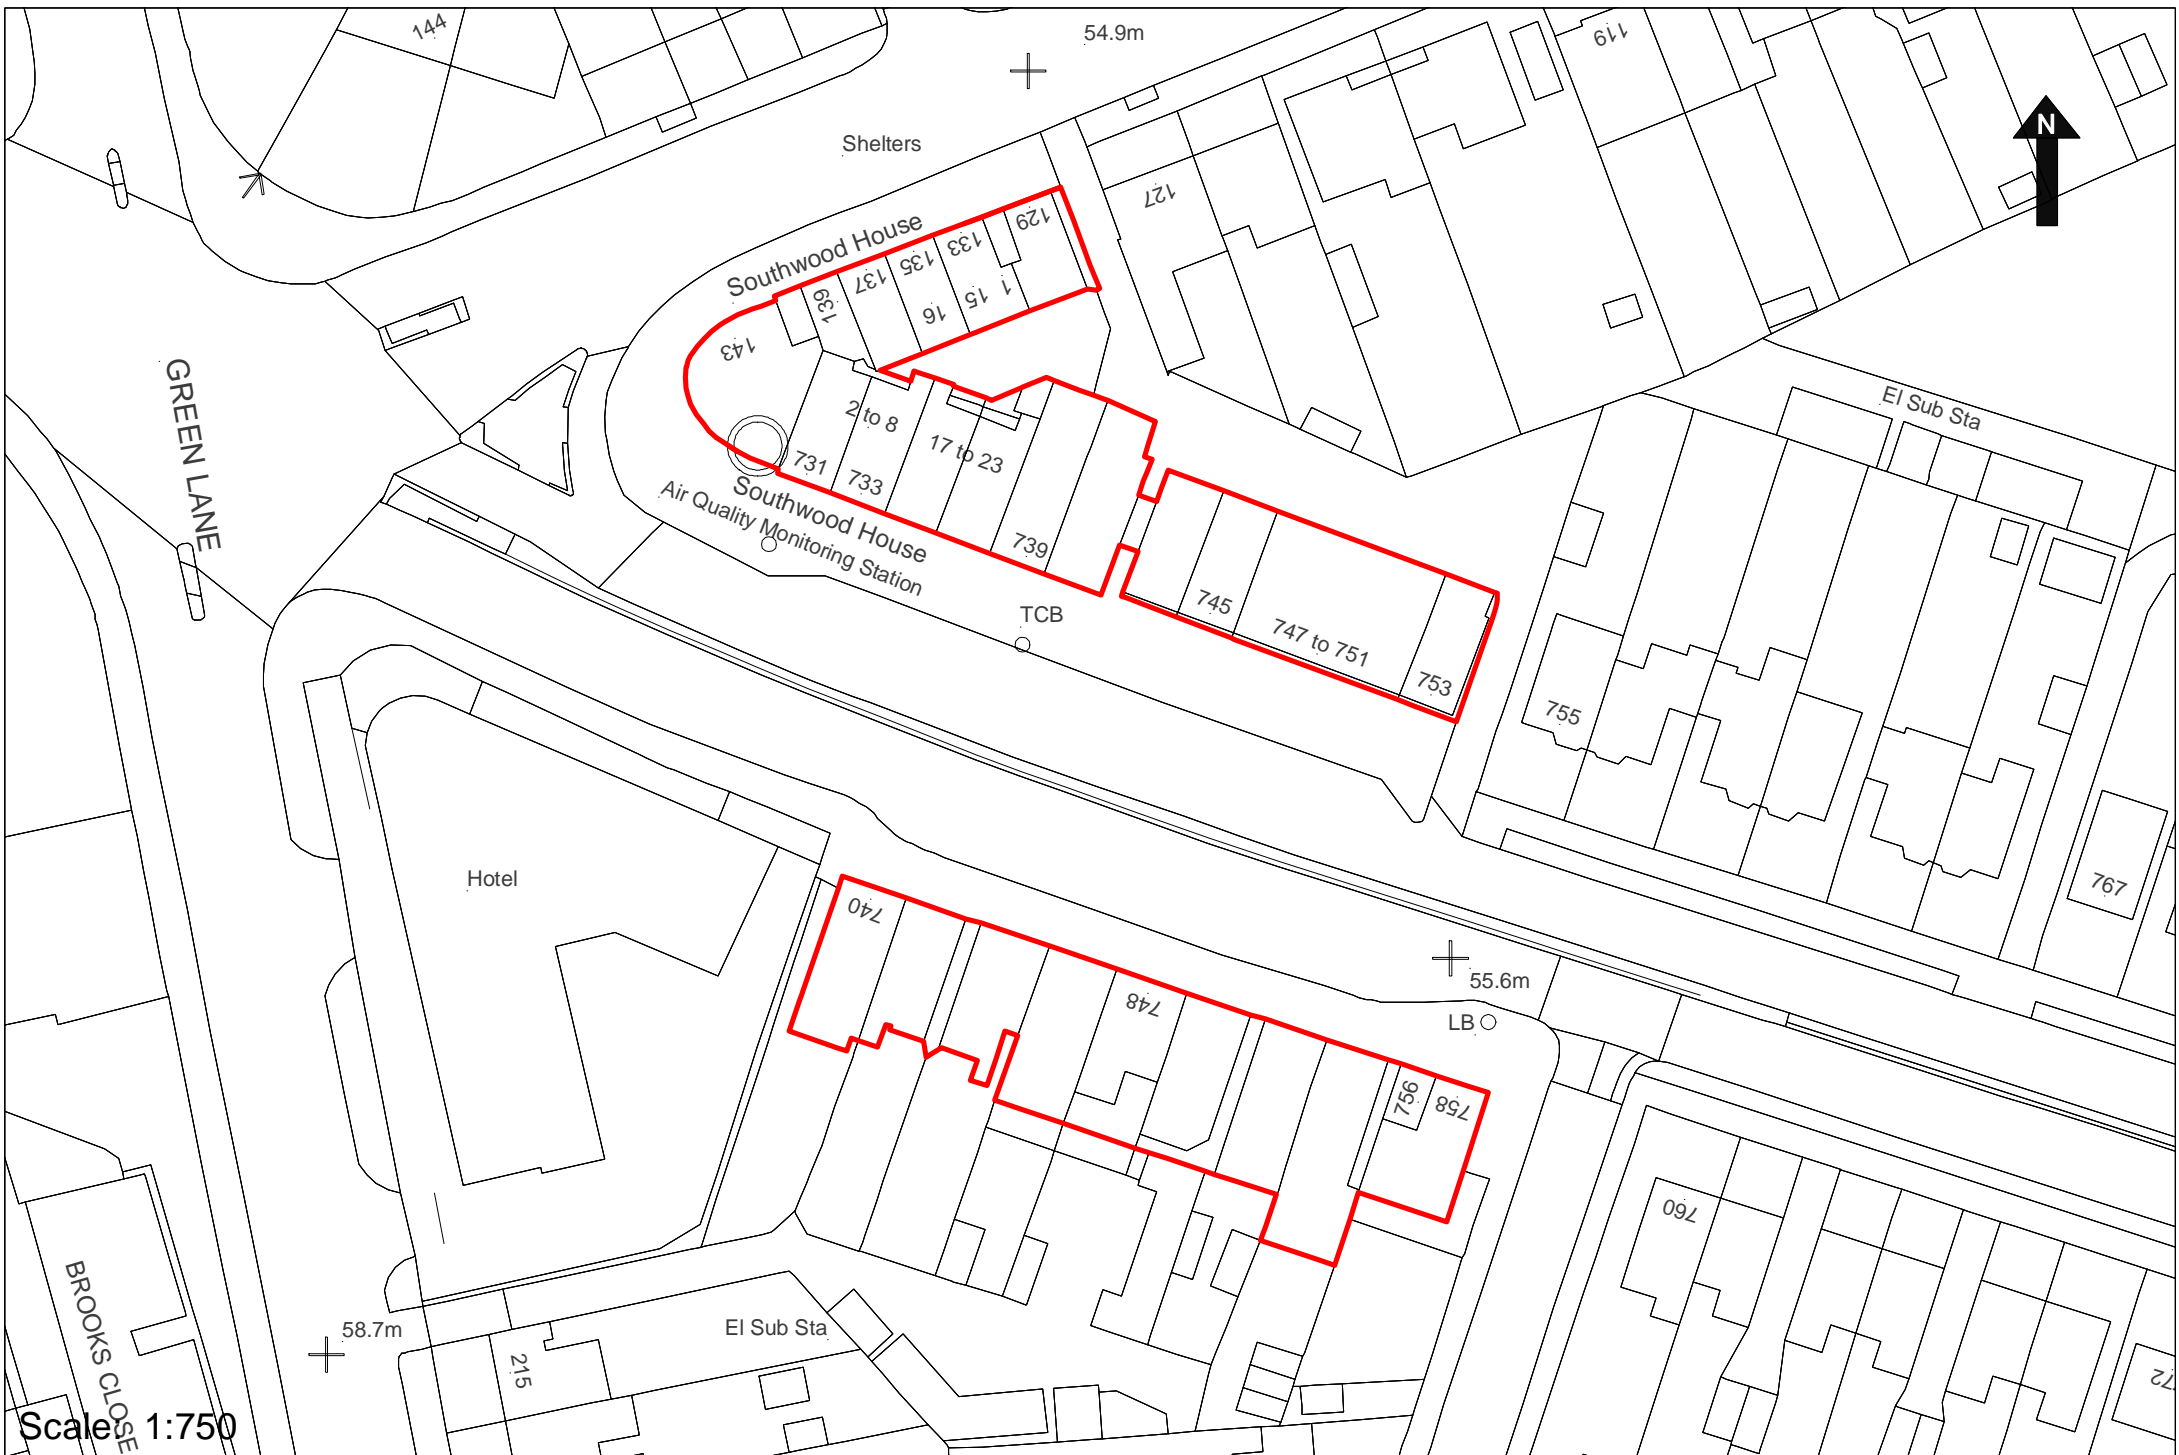 144
54.9m
119
N
Shelters
127
Southwood House
129
133
135
137
139
1
15
16
143
GREEN LANE
El Sub Sta
2 to 8
17 to 23
731
733
Southwood House
Air Quality Monitoring Station
739
TCB
745
747 to 751
753
755
767
Hotel
740
748
55.6m
LB
756
758
760
BROOKS CLOSE
58.7m
El Sub Sta
215
72
Scale: 1:750